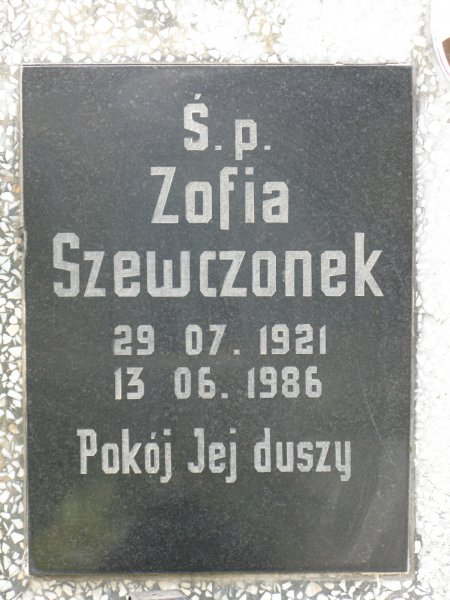 Ś.p.
Zofia
Szewczonek
29 07. 1921
13 06. 1986
Pokój Jej duszy